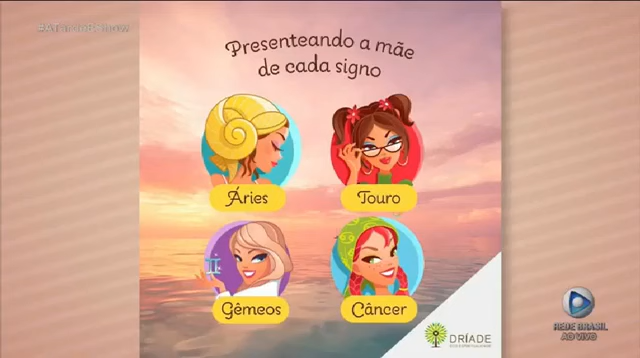 Presenteando a mãe
de cada signo
Áries
Touro
Gêmeos
Câncer
DRÍADE
REDE BRASIL
AO VIVO